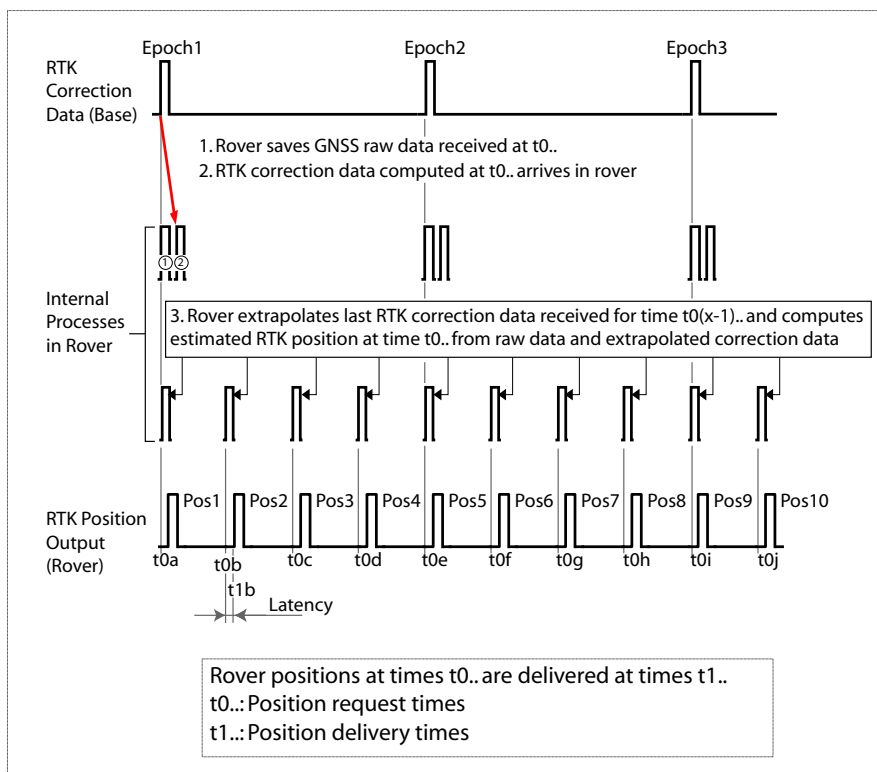 Epoch1 Epoch2 Epoch3
RTK
Correction
Data (Base)
1. Rover saves GNSS raw data received at t0..
2. RTK correction data computed at t0.. arrives in rover
1 2
Internal
Processes
in Rover
3. Rover extrapolates last RTK correction data received for time t0(x-1).. and computes
estimated RTK position at time t0.. from raw data and extrapolated correction data
Pos1 Pos2 Pos3 Pos4 Pos5 Pos6 Pos7 Pos8 Pos9 Pos10
RTK Position
Output
(Rover)
t0a t0b t0c t0d t0e t0f t0g t0h t0i t0j
t1b
Latency
Rover positions at times t0.. are delivered at times t1..
t0..: Position request times
t1..: Position delivery times